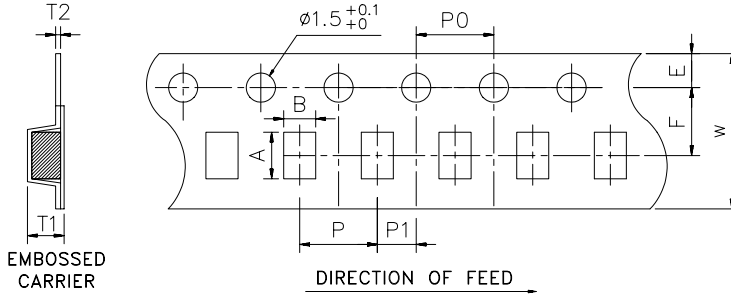 T2
ø1.5 +0.1 +0
P0
E
B
F
W
A
T1
P
P1
EMBOSSED
CARRIER
DIRECTION OF FEED